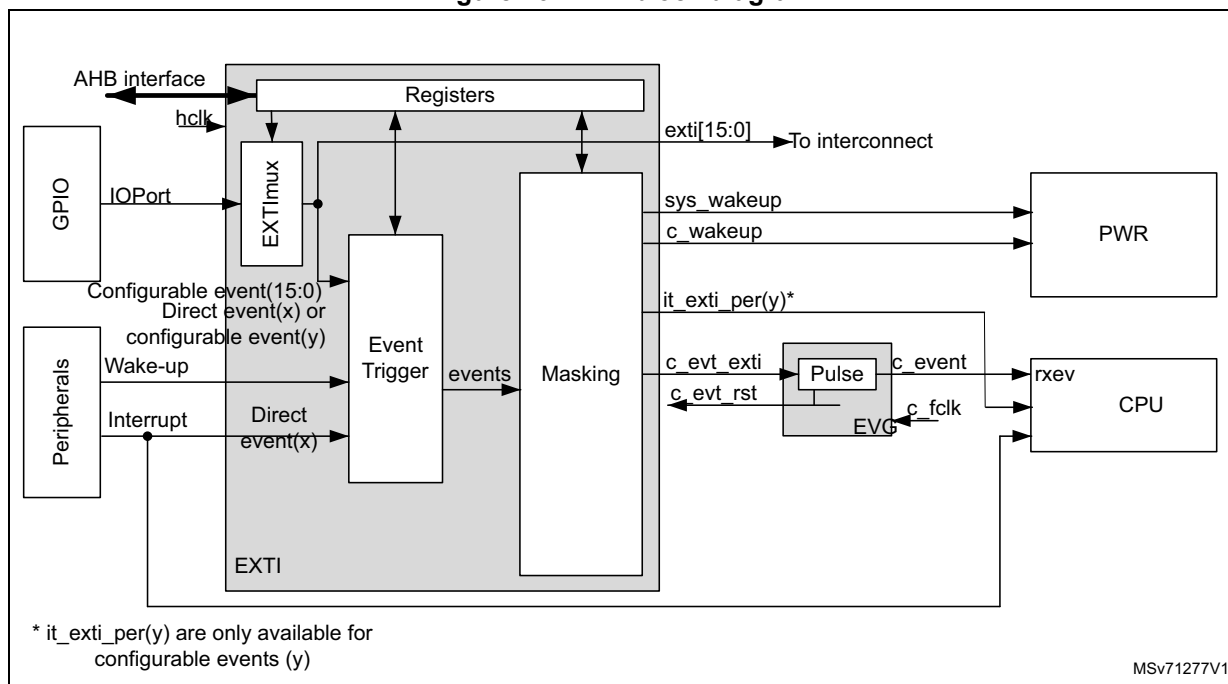 AHB interface
Registers
hclk
exti[15:0]
To interconnect
GPIO
IOPort
EXTImux
sys_wakeup
c_wakeup
PWR
Configurable event(15:0)
Direct event(x) or
configurable event(y)
it_exti_per(y)*
Peripherals
Wake-up
Event
Trigger
events
Masking
c_evt_exti
Pulse
c_event
rxev
CPU
c_evt_rst
c_fclk
EVG
Interrupt
Direct
event(x)
EXTI
* it_exti_per(y) are only available for
configurable events (y)
MSv71277V1